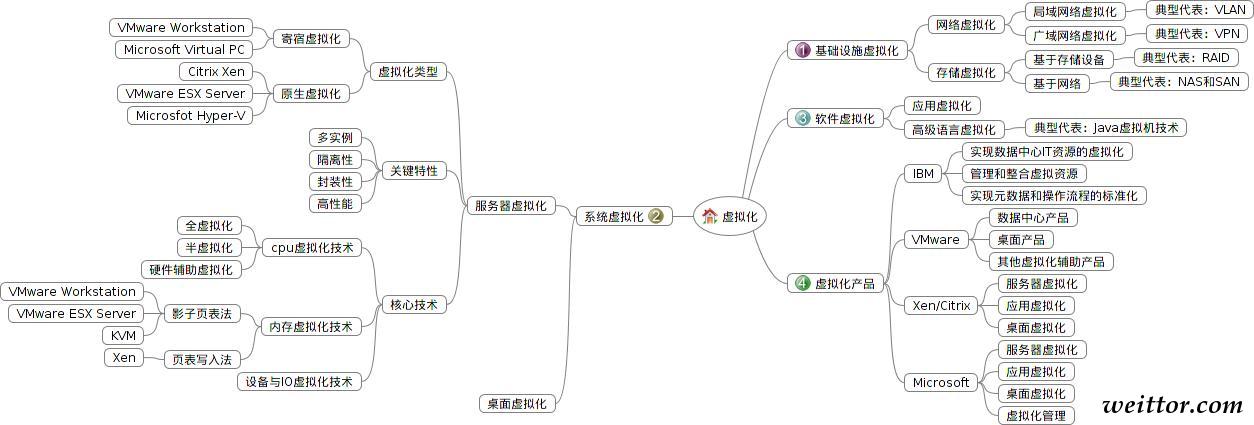 虚拟化
1 基础设施虚拟化
网络虚拟化
局域网络虚拟化
典型代表：VLAN
广域网络虚拟化
典型代表：VPN
存储虚拟化
基于存储设备
典型代表：RAID
基于网络
典型代表：NAS和SAN
系统虚拟化 2
服务器虚拟化
虚拟化类型
寄宿虚拟化
VMware Workstation
Microsoft Virtual PC
原生虚拟化
Citrix Xen
VMware ESX Server
Microsfot Hyper-V
关键特性
多实例
隔离性
封装性
高性能
核心技术
cpu虚拟化技术
全虚拟化
半虚拟化
硬件辅助虚拟化
内存虚拟化技术
影子页表法
VMware Workstation
VMware ESX Server
KVM
页表写入法
Xen
设备与IO虚拟化技术
桌面虚拟化
3 软件虚拟化
应用虚拟化
高级语言虚拟化
典型代表：Java虚拟机技术
4 虚拟化产品
IBM
实现数据中心IT资源的虚拟化
管理和整合虚拟资源
实现元数据和操作流程的标准化
VMware
数据中心产品
桌面产品
其他虚拟化辅助产品
Xen/Citrix
服务器虚拟化
应用虚拟化
桌面虚拟化
Microsoft
服务器虚拟化
应用虚拟化
桌面虚拟化
虚拟化管理
weittor.com